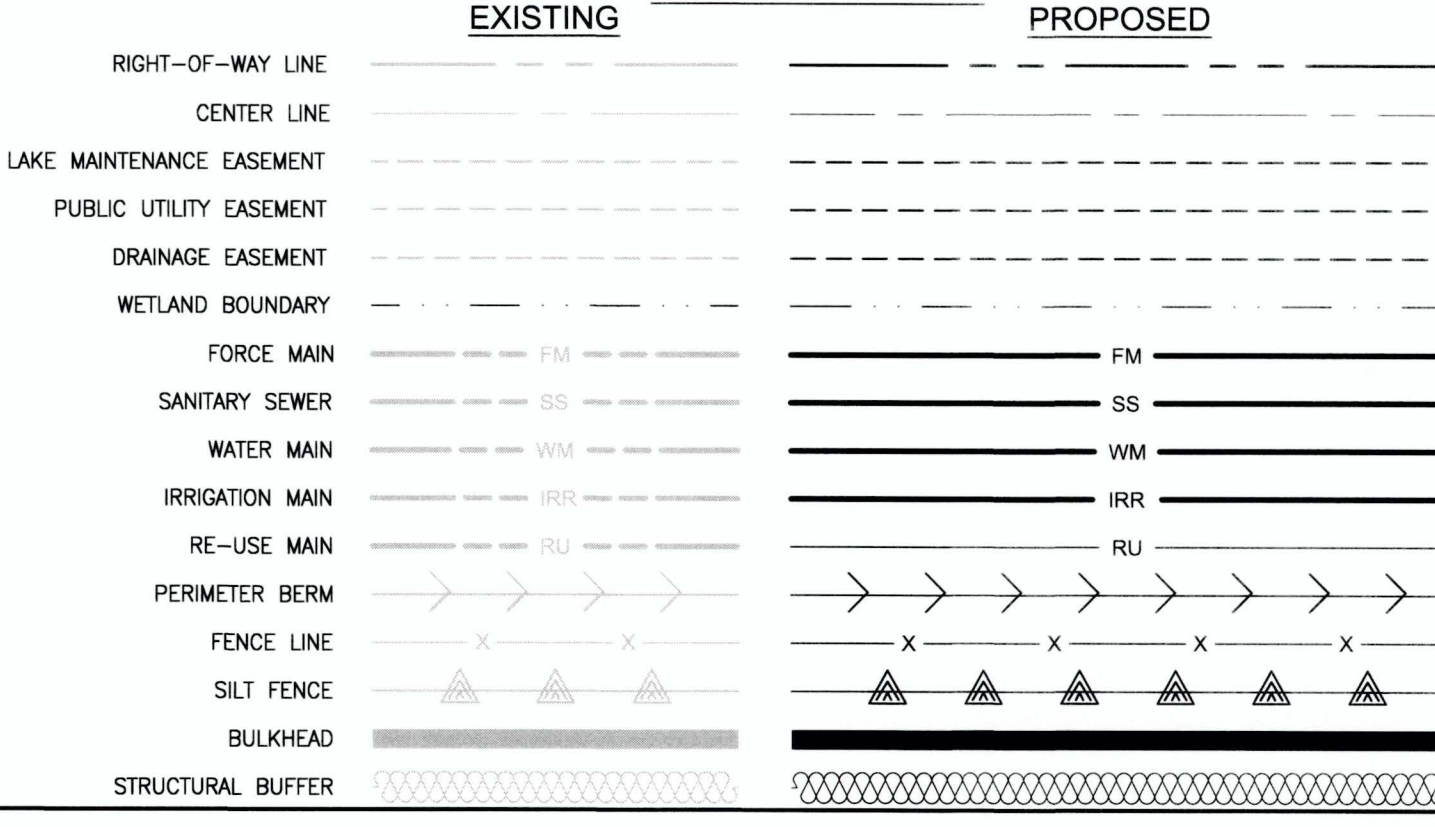 EXISTING PROPOSED
RIGHT-OF-WAY LINE
CENTER LINE
LAKE MAINTENANCE EASEMENT
PUBLIC UTILITY EASEMENT
DRAINAGE EASEMENT
WETLAND BOUNDARY
FORCE MAIN FM FM
SANITARY SEWER SS SS
WATER MAIN WM WM
IRRIGATION MAIN IRR IRR
RE-USE MAIN RU RU
PERIMETER BERM
FENCE LINE X X X X X X
SILT FENCE
BULKHEAD
STRUCTURAL BUFFER